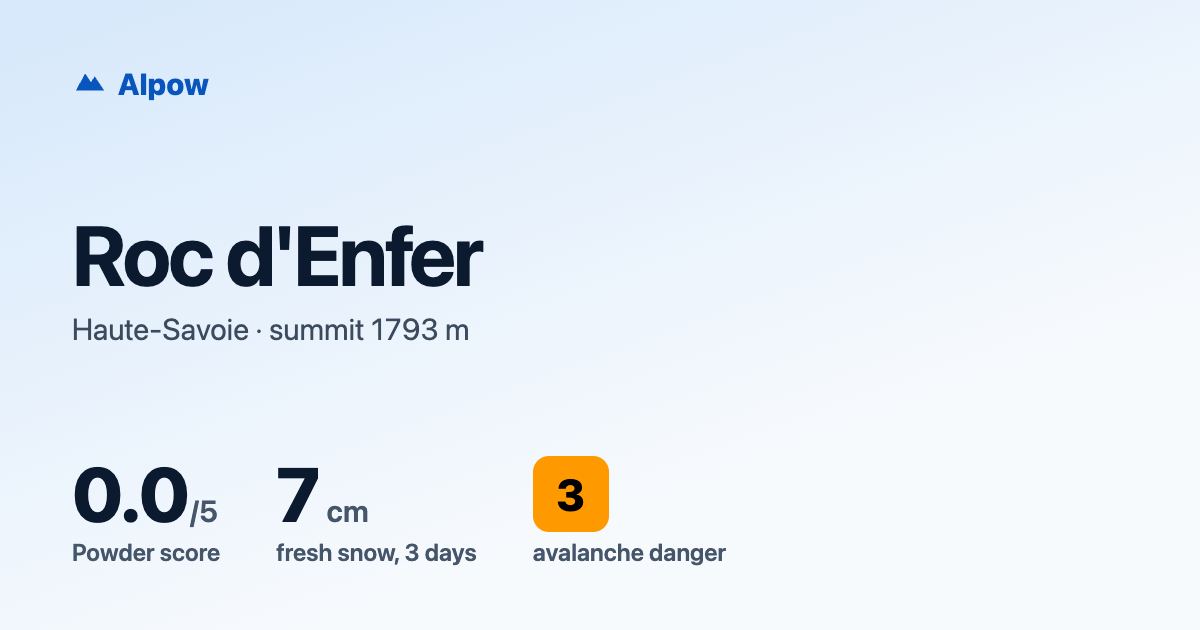 Alpow
Roc d'Enfer
Haute-Savoie · summit 1793 m
0.0/5 7 cm 3
Powder score fresh snow, 3 days avalanche danger